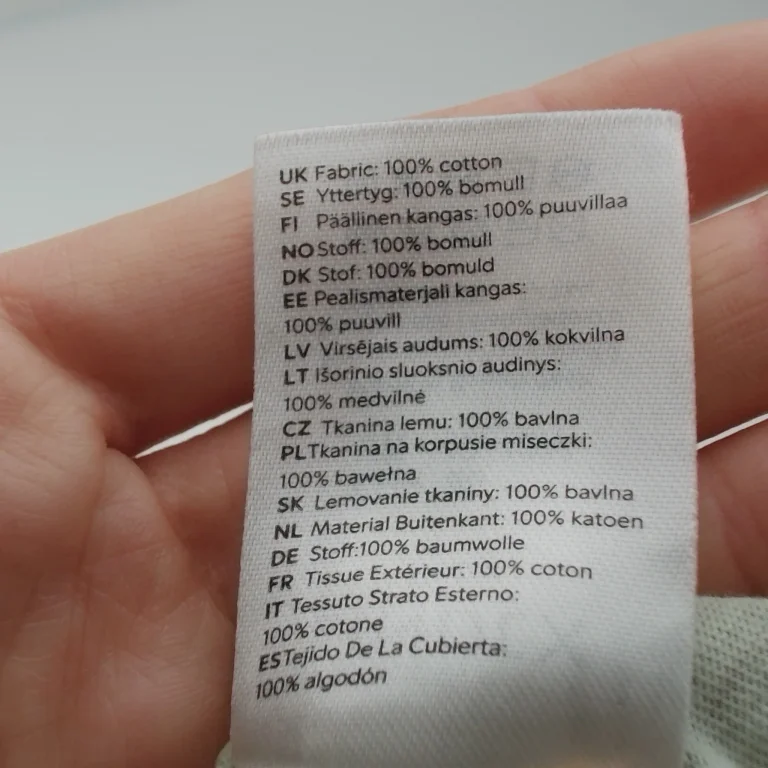 UK Fabric: 100% cotton
SE Yttertyg: 100% bomull
FI Päällinen kangas: 100% puuvillaa
NO Stoff: 100% bomull
DK Stof: 100% bomuld
EE Pealismaterjali kangas:
100% puuvill
LV Virsējais audums: 100% kokvilna
LT Išorinio sluoksnio audinys:
100% medvilnė
CZ Tkanina lemu: 100% bavlna
PL Tkanina na korpusie miseczki:
100% bawełna
SK Lemovanie tkaniny: 100% bavlna
NL Material Buitenkant: 100% katoen
DE Stoff:100% baumwolle
FR Tissue Extérieur: 100% coton
IT Tessuto Strato Esterno:
100% cotone
ES Tejido De La Cubierta:
100% algodón